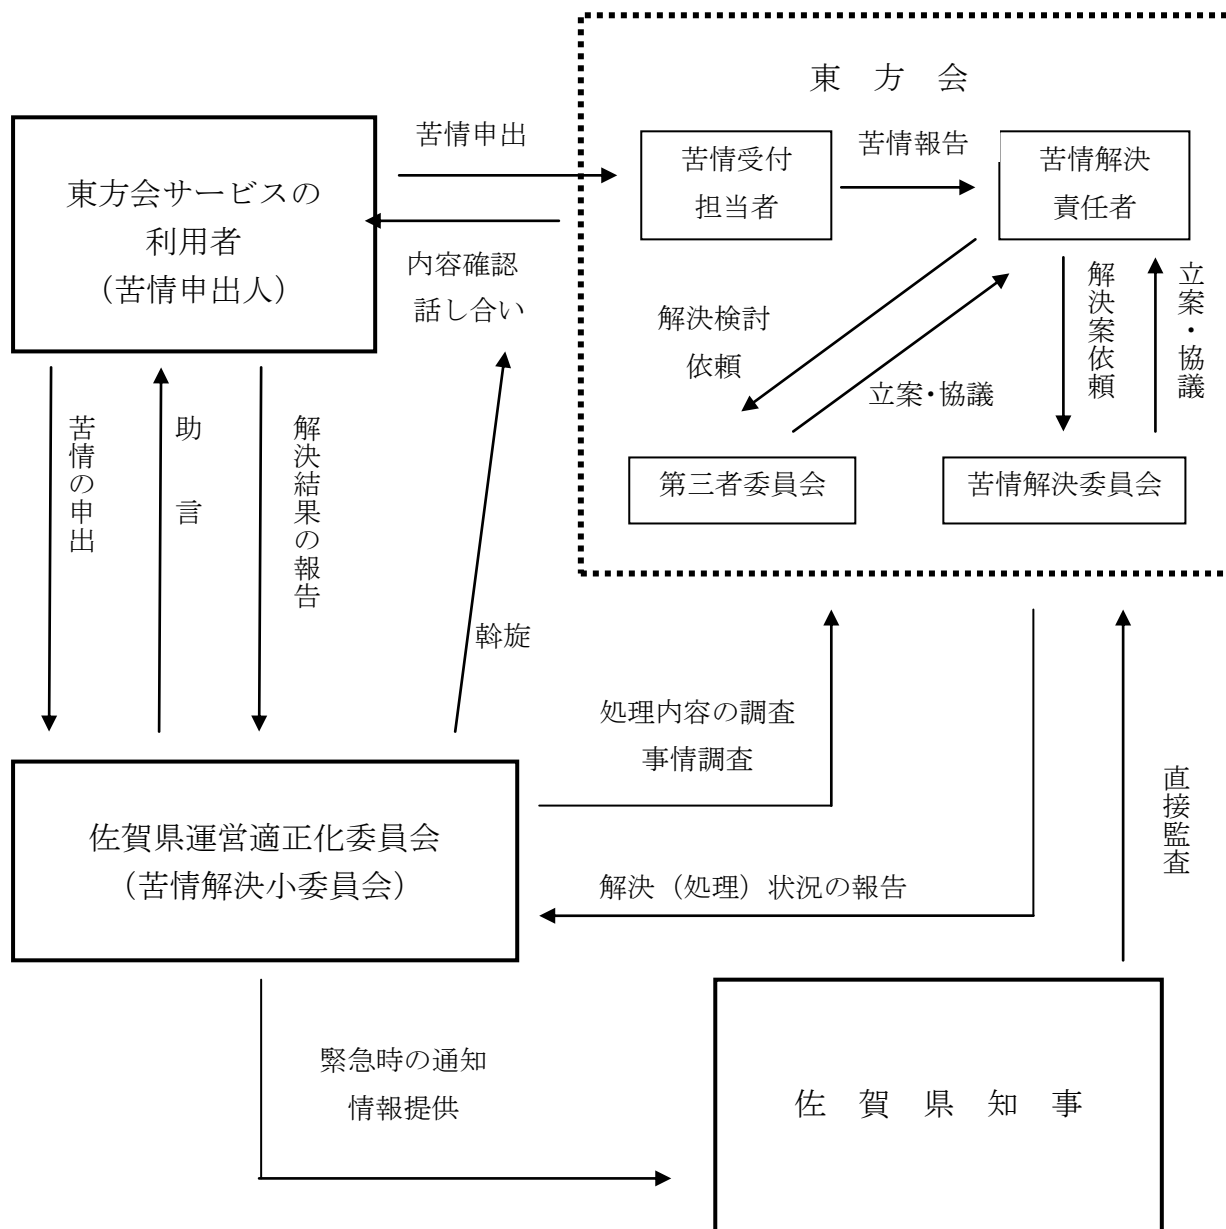 東 方 会
苦情申出
苦情受付
担当者
苦情報告
苦情解決
責任者
東方会サービスの
利用者
（苦情申出人）
内容確認
話し合い
解決検討
依頼
立案・協議
解決案依頼
立案・協議
第三者委員会
苦情解決委員会
苦情の申出
助 言
解決結果の報告
斡旋
処理内容の調査
事情調査
直接監査
佐賀県運営適正化委員会
（苦情解決小委員会）
解決（処理）状況の報告
緊急時の通知
情報提供
佐 賀 県 知 事